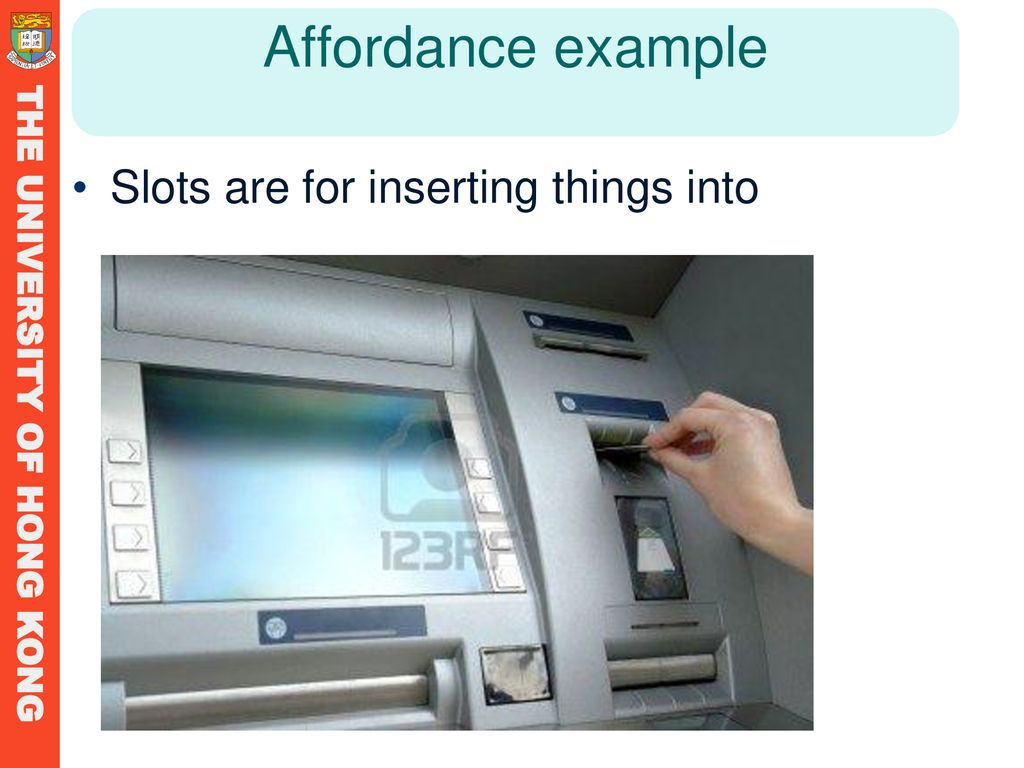 Affordance example
THE UNIVERSITY OF HONG KONG
• Slots are for inserting things into
123RF